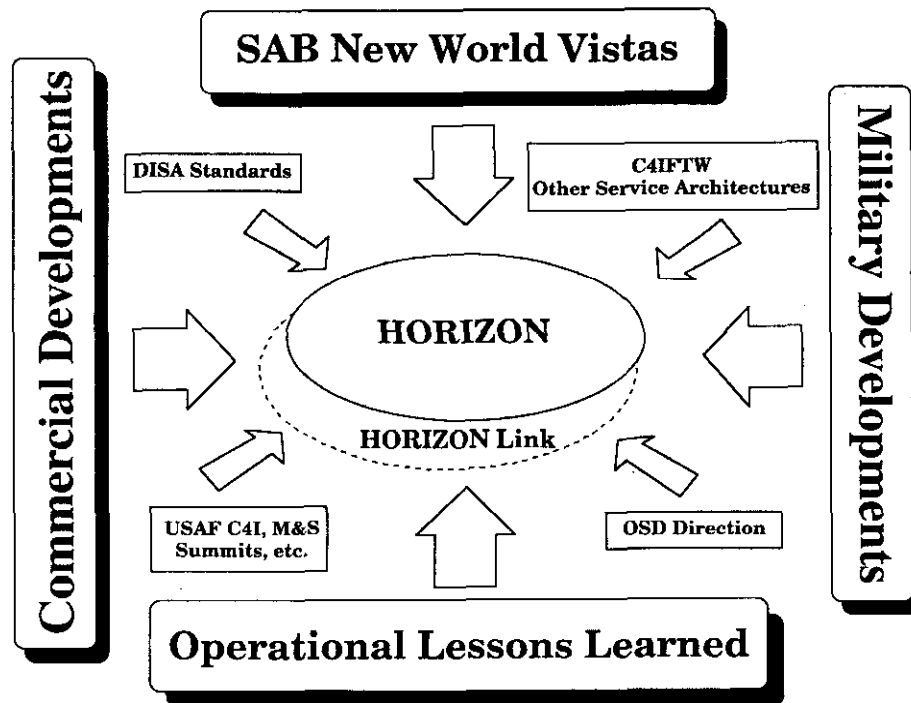 SAB New World Vistas
Commercial Developments
Military Developments
DISA Standards
C4IFTW
Other Service Architectures
HORIZON
HORIZON Link
USAF C4I, M&S
Summits, etc.
OSD Direction
Operational Lessons Learned